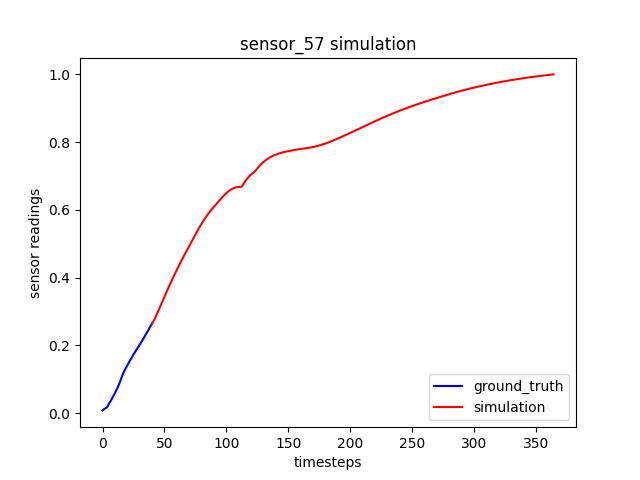 sensor_57 simulation
1.0
0.8
0.6
0.4
0.2
0.0
sensor readings
0 50 100 150 200 250 300 350
timesteps
ground_truth
simulation